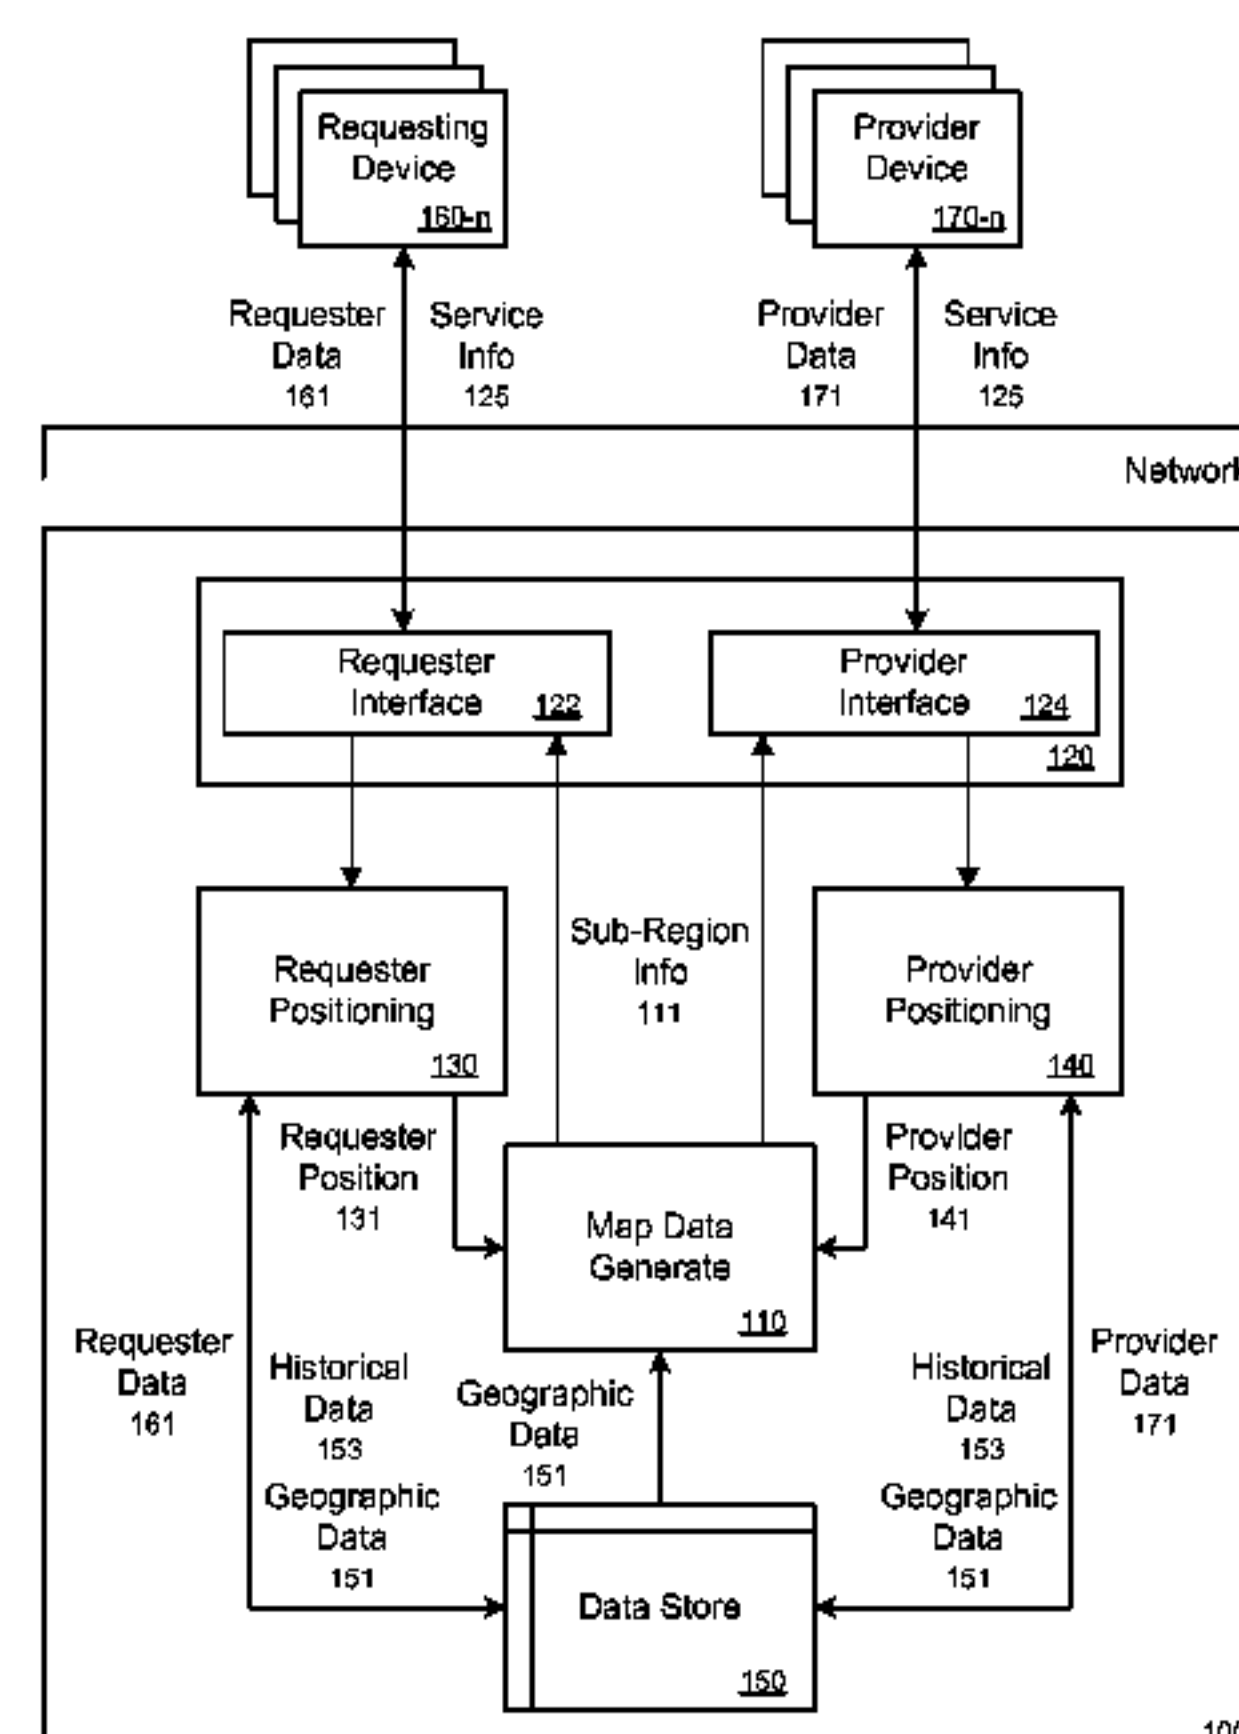 Requesting
Device
160-n
Provider
Device
170-n
Requester
Data
161
Service
Info
125
Provider
Data
171
Service
Info
126
Network
Requester
Interface
122
Provider
Interface
124
120
Requester
Positioning
130
Sub-Region
Info
111
Provider
Positioning
140
Requester
Position
131
Map Data
Generate
110
Provider
Position
141
Requester
Data
161
Historical
Data
153
Geographic
Data
151
Geographic
Data
151
Historical
Data
153
Geographic
Data
151
Provider
Data
171
Data Store
150